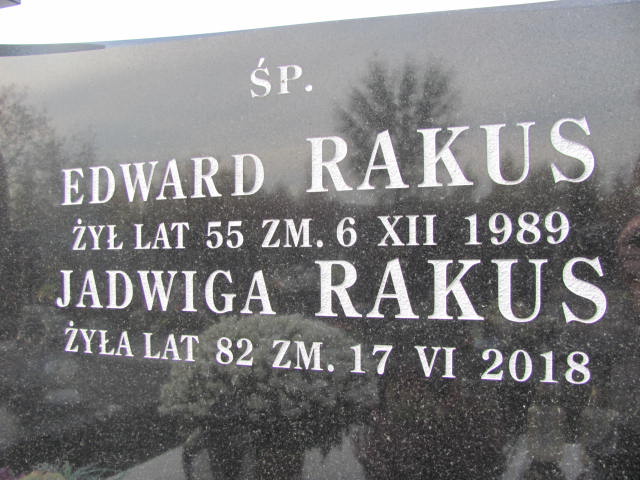 ŚP.
EDWARD RAKUS
ŻYŁ LAT 55 ZM. 6 XII 1989
JADWIGA RAKUS
ŻYŁA LAT 82 ZM. 17 VI 2018